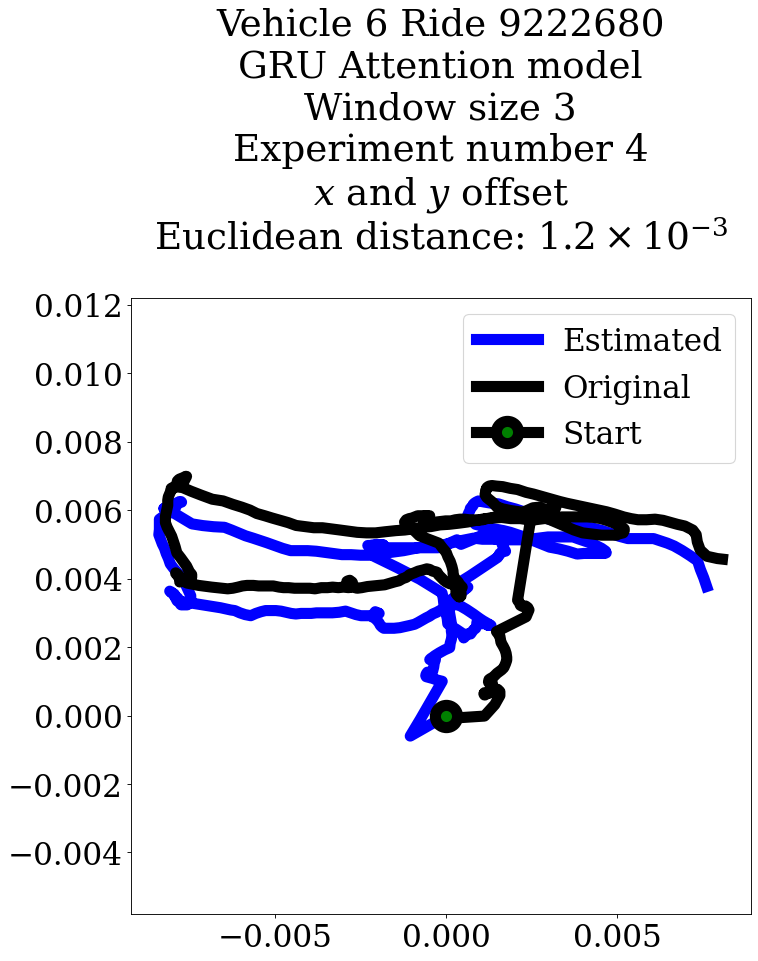 Vehicle 6 Ride 9222680
GRU Attention model
Window size 3
Experiment number 4
x and y offset
Euclidean distance: 1.2 × 10⁻³
0.012
0.010
0.008
0.006
0.004
0.002
0.000
−0.002
−0.004
Estimated
Original
Start
−0.005
0.000
0.005